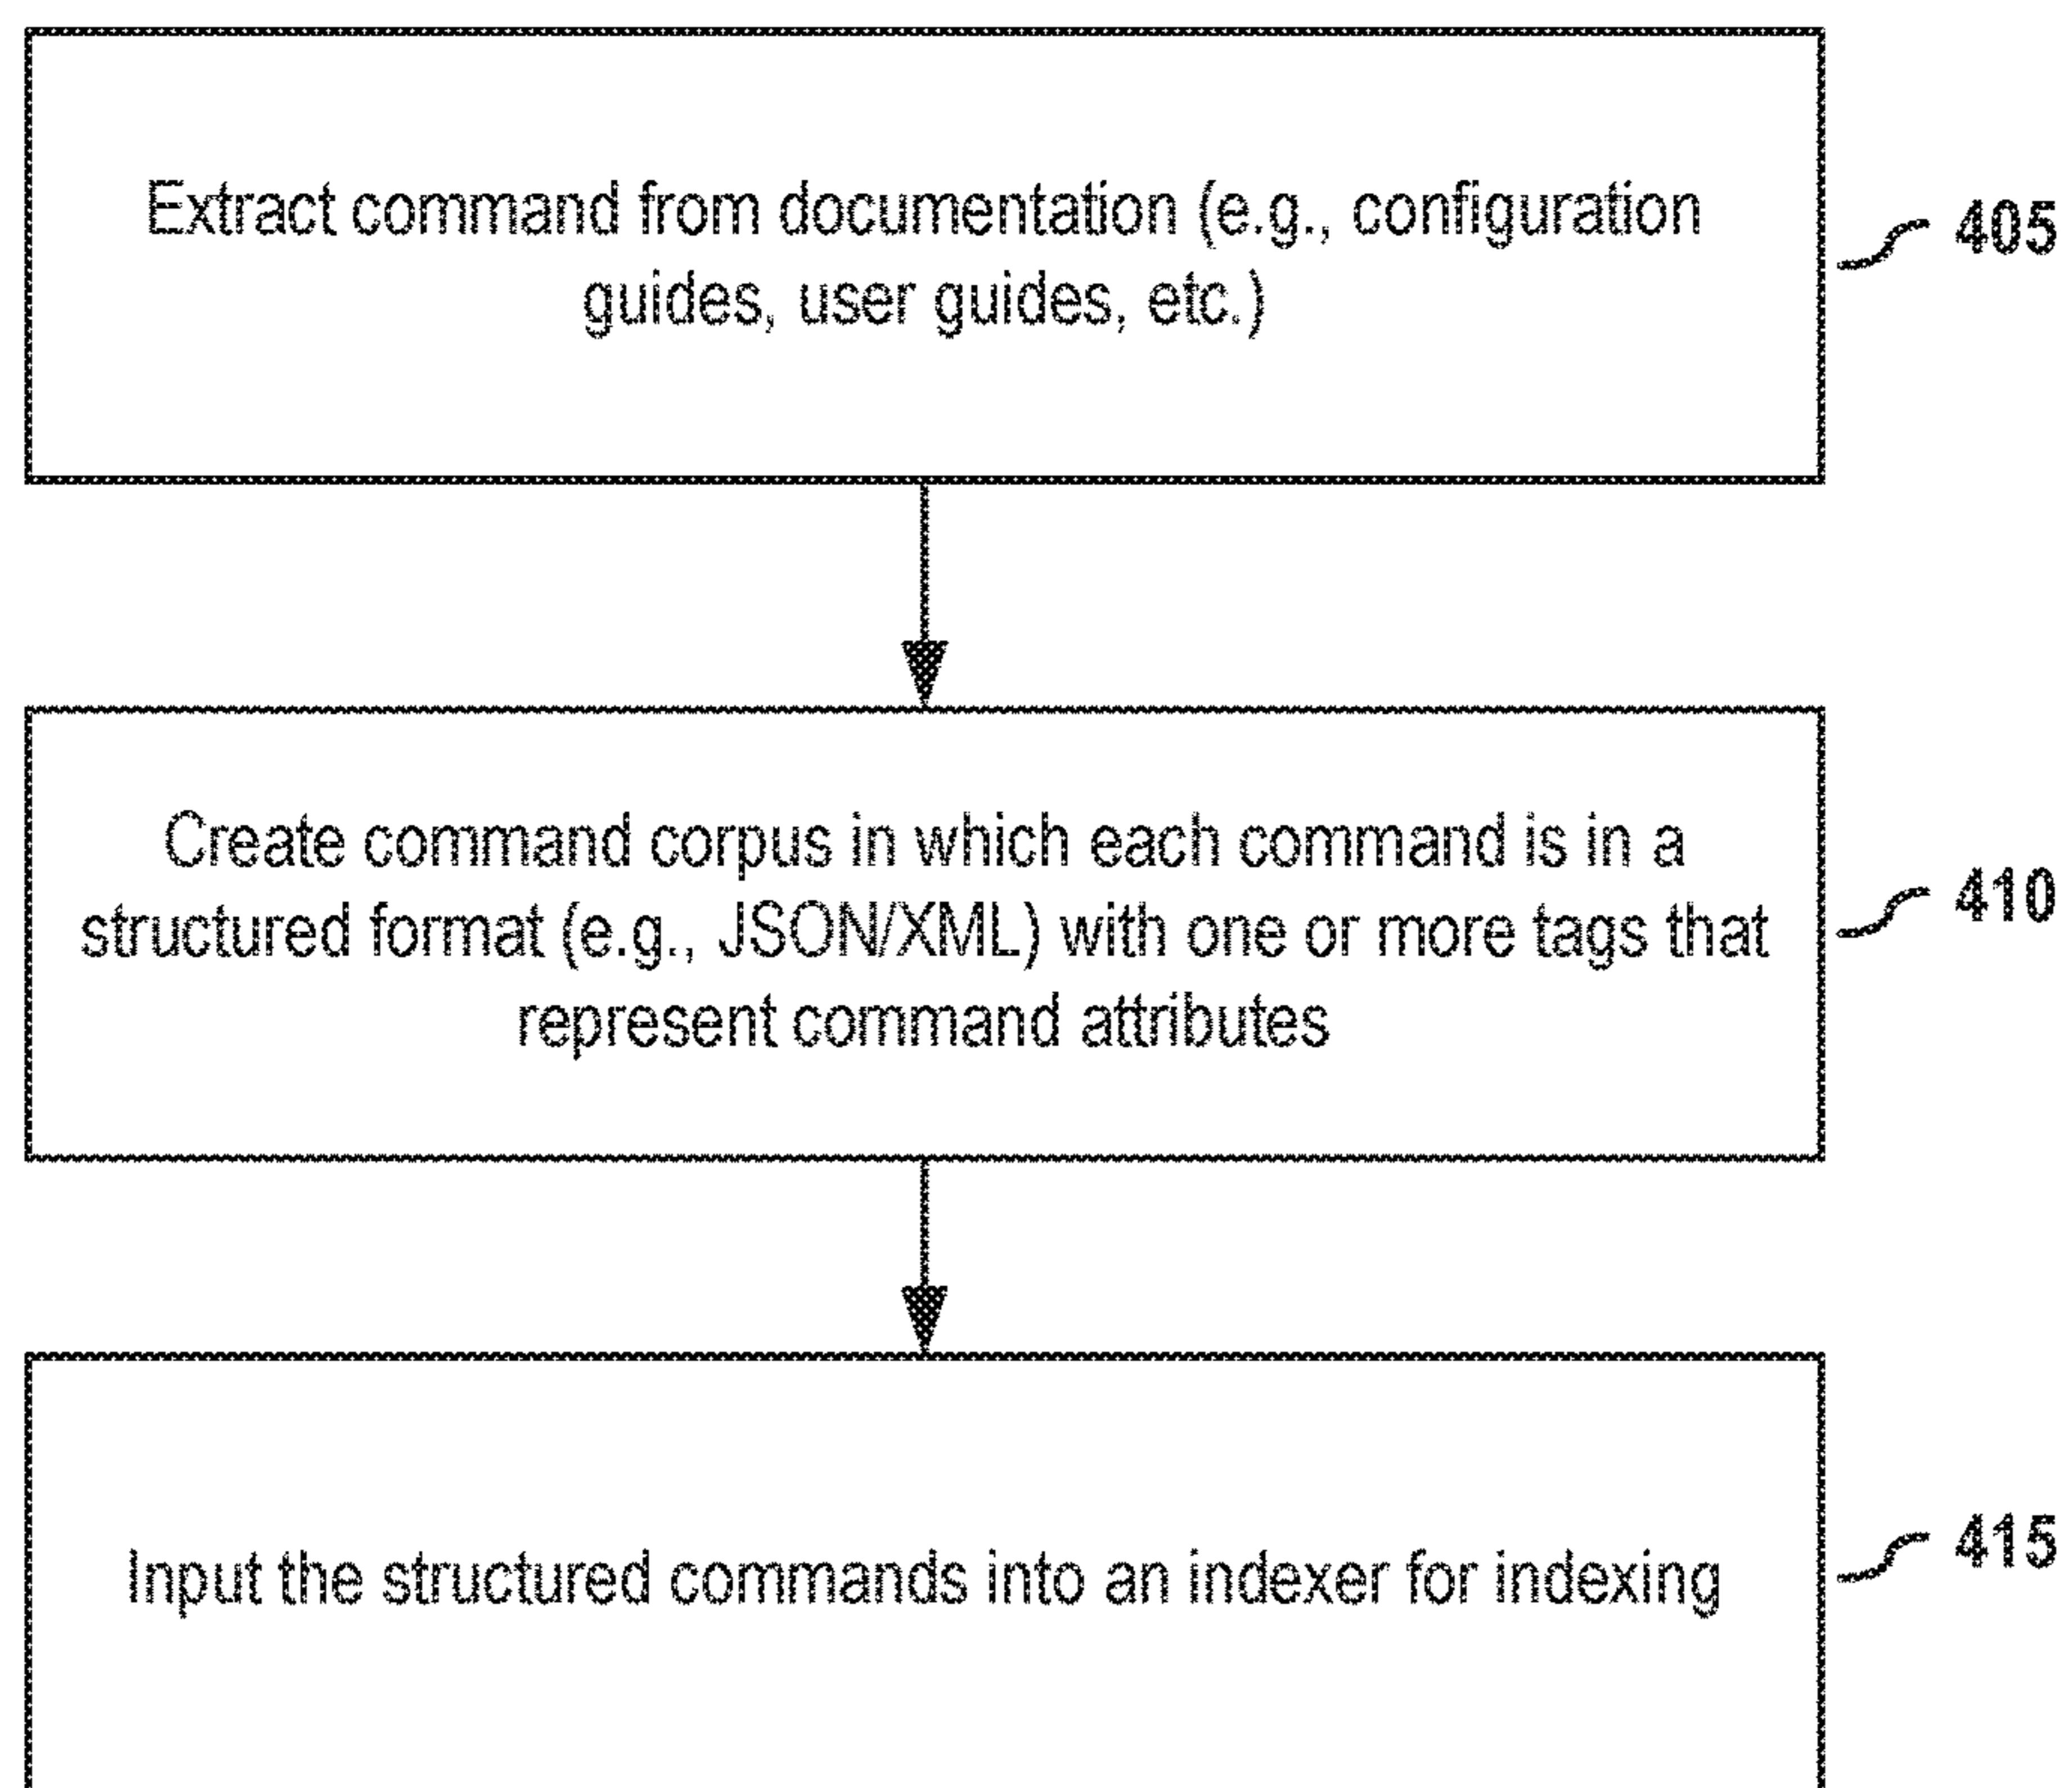 Extract command from documentation (e.g., configuration
guides, user guides, etc.)
405
Create command corpus in which each command is in a
structured format (e.g., JSON/XML) with one or more tags that
represent command attributes
410
Input the structured commands into an indexer for indexing
415